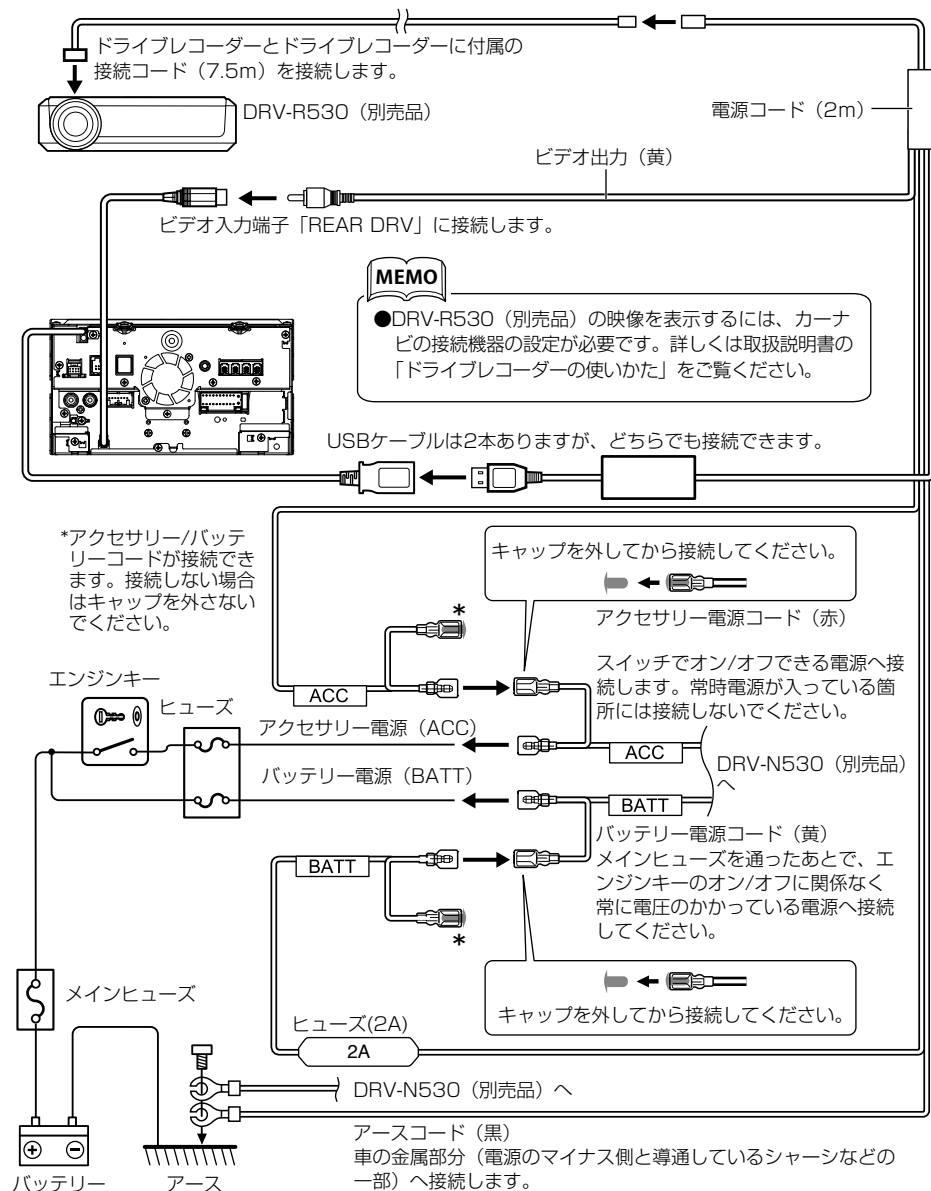 ドライブレコーダーとドライブレコーダーに付属の
接続コード（7.5m）を接続します。
DRV-R530（別売品）
電源コード（2m）
ビデオ出力（黄）
ビデオ入力端子「REAR DRV」に接続します。
MEMO
●DRV-R530（別売品）の映像を表示するには、カーナ
ビの接続機器の設定が必要です。詳しくは取扱説明書の
「ドライブレコーダーの使いかた」をご覧ください。
USBケーブルは2本ありますが、どちらでも接続できます。
*アクセサリー/バッテ
リーコードが接続でき
ます。接続しない場合
はキャップを外さない
でください。
キャップを外してから接続してください。
アクセサリー電源コード（赤）
*
スイッチでオン/オフできる電源へ接
続します。常時電源が入っている箇
所には接続しないでください。
エンジンキー
ヒューズ
ACC
アクセサリー電源（ACC）
ACC
DRV-N530（別売品）
へ
バッテリー電源（BATT）
BATT
バッテリー電源コード（黄）
メインヒューズを通ったあとで、エ
ンジンキーのオン/オフに関係なく
常に電圧のかかっている電源へ接続
してください。
BATT
*
メインヒューズ
キャップを外してから接続してください。
ヒューズ(2A)
2A
DRV-N530（別売品）へ
アースコード（黒）
車の金属部分（電源のマイナス側と導通しているシャーシなどの
一部）へ接続します。
+ -
バッテリー
アース